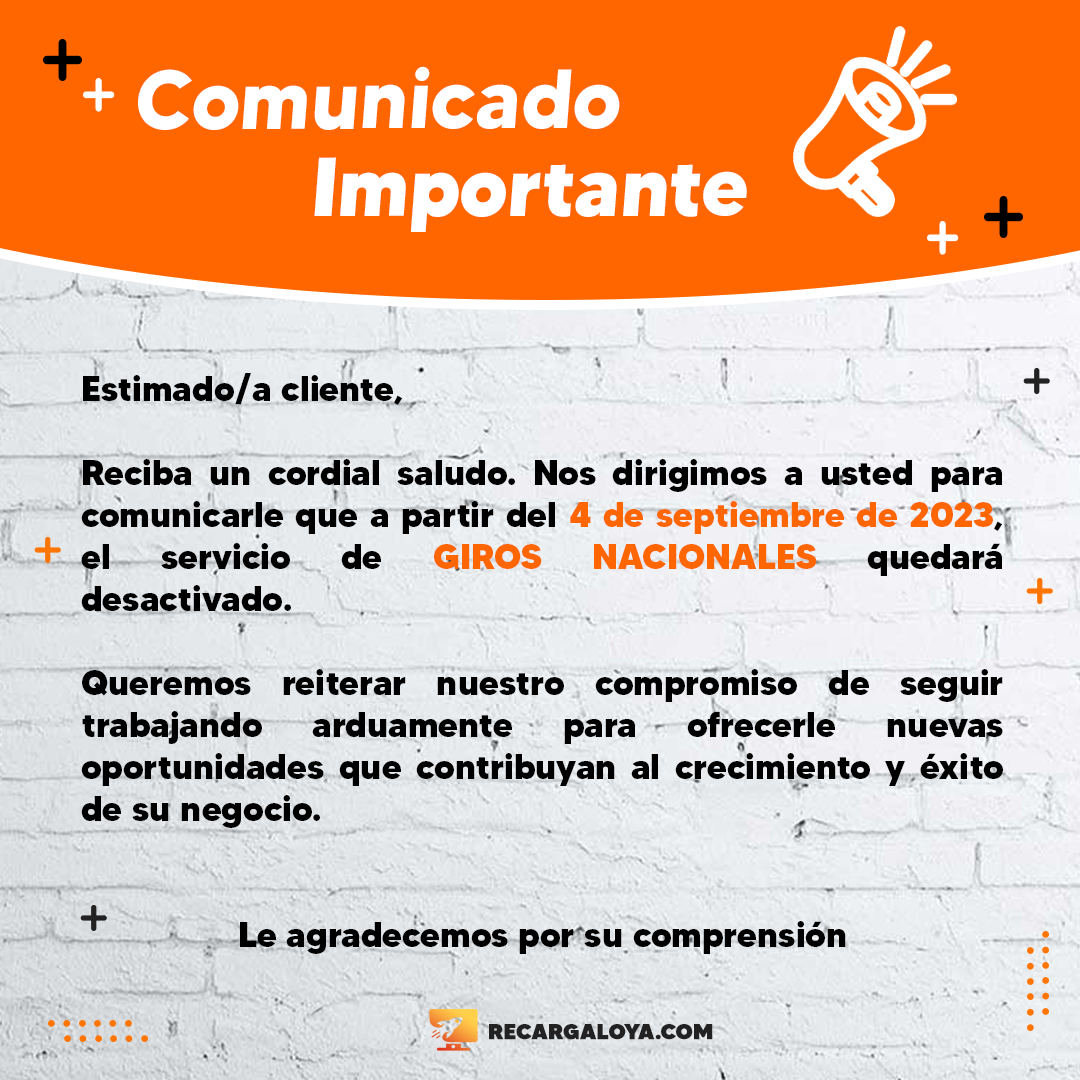 Comunicado
Importante
Estimado/a cliente,
Reciba un cordial saludo. Nos dirigimos a usted para
comunicarle que a partir del 4 de septiembre de 2023,
el servicio de GIROS NACIONALES quedará
desactivado.
Queremos reiterar nuestro compromiso de seguir
trabajando arduamente para ofrecerle nuevas
oportunidades que contribuyan al crecimiento y éxito
de su negocio.
Le agradecemos por su comprensión
RECARGALOYA.COM